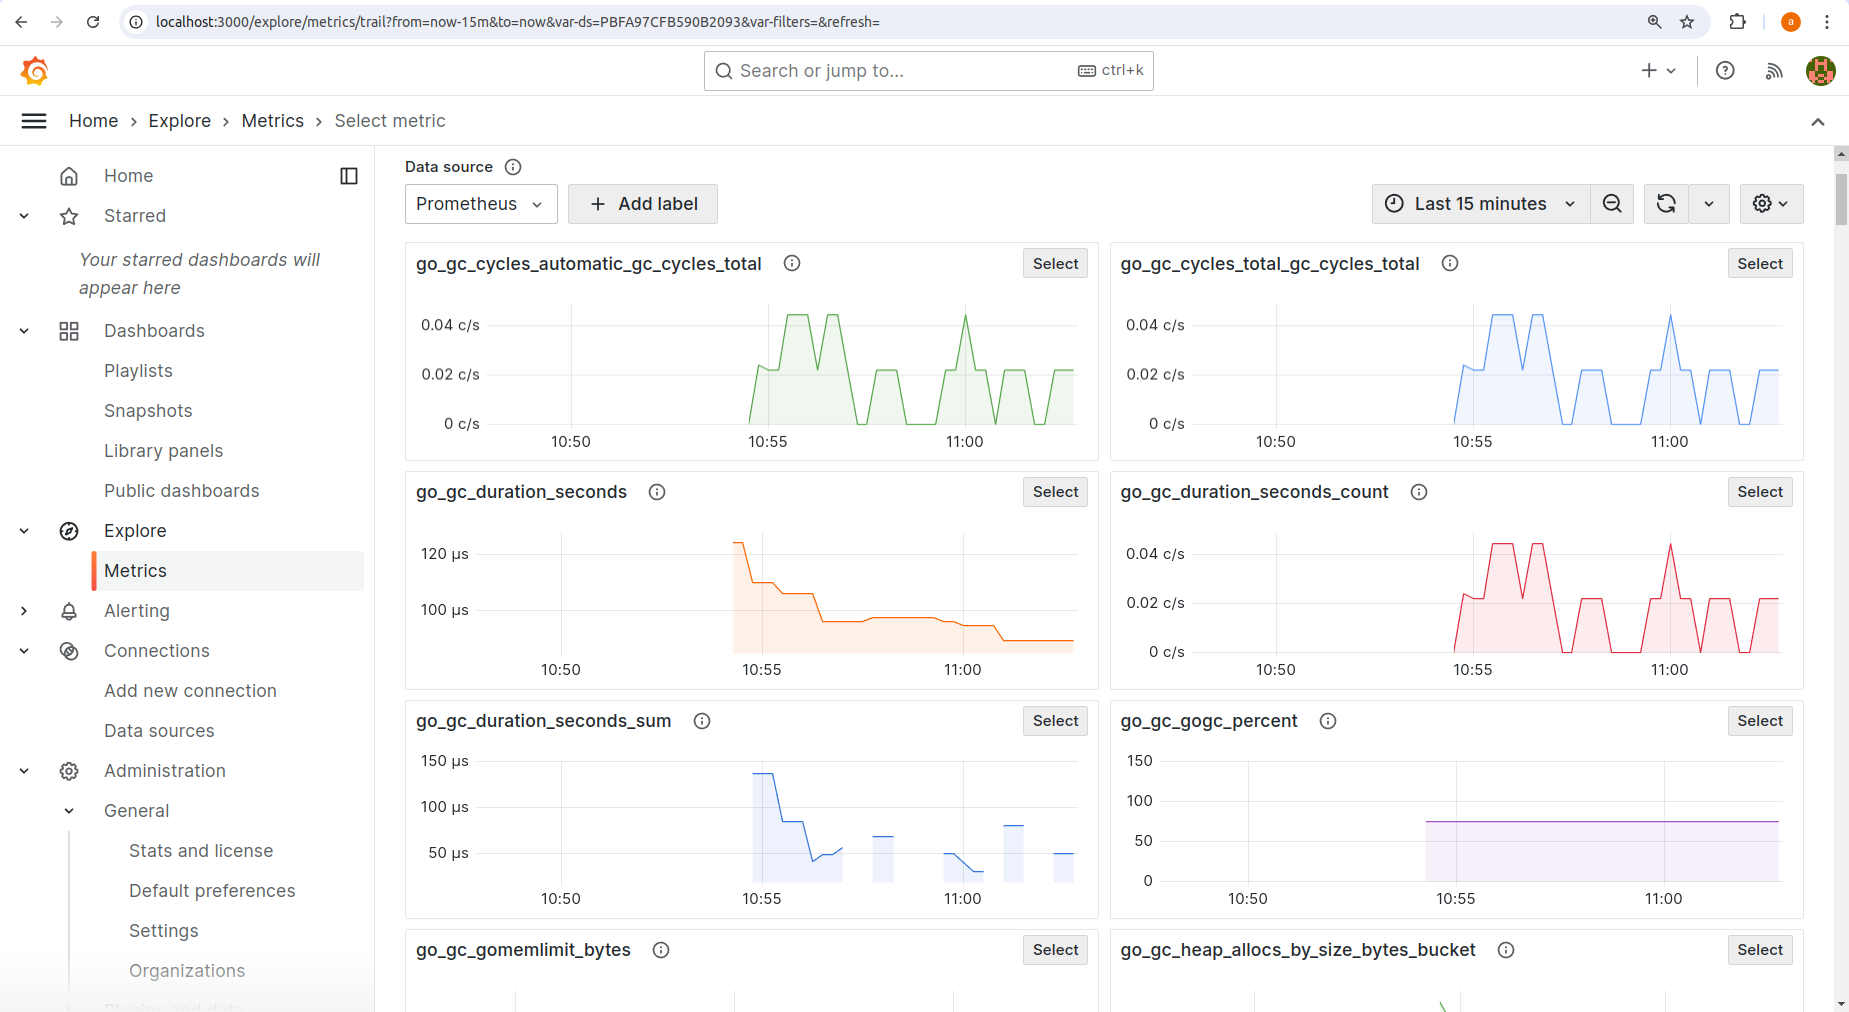 localhost:3000/explore/metrics/trail?from=now-15m&to=now&var-ds=PBFA97CFB590B2093&var-filters=&refresh=
a
Search or jump to...
ctrl+k
Home › Explore › Metrics › Select metric
Home
Starred
Your starred dashboards will
appear here
Dashboards
Playlists
Snapshots
Library panels
Public dashboards
Explore
Metrics
Alerting
Connections
Add new connection
Data sources
Administration
General
Stats and license
Default preferences
Settings
Organizations
Plugins and data
Data source
Prometheus
Add label
Last 15 minutes
go_gc_cycles_automatic_gc_cycles_total
Select
0.04 c/s
0.02 c/s
0 c/s
10:50 10:55 11:00
go_gc_cycles_total_gc_cycles_total
Select
0.04 c/s
0.02 c/s
0 c/s
10:50 10:55 11:00
go_gc_duration_seconds
Select
120 µs
100 µs
10:50 10:55 11:00
go_gc_duration_seconds_count
Select
0.04 c/s
0.02 c/s
0 c/s
10:50 10:55 11:00
go_gc_duration_seconds_sum
Select
150 µs
100 µs
50 µs
10:50 10:55 11:00
go_gc_gogc_percent
Select
150
100
50
0
10:50 10:55 11:00
go_gc_gomemlimit_bytes
Select
go_gc_heap_allocs_by_size_bytes_bucket
Select